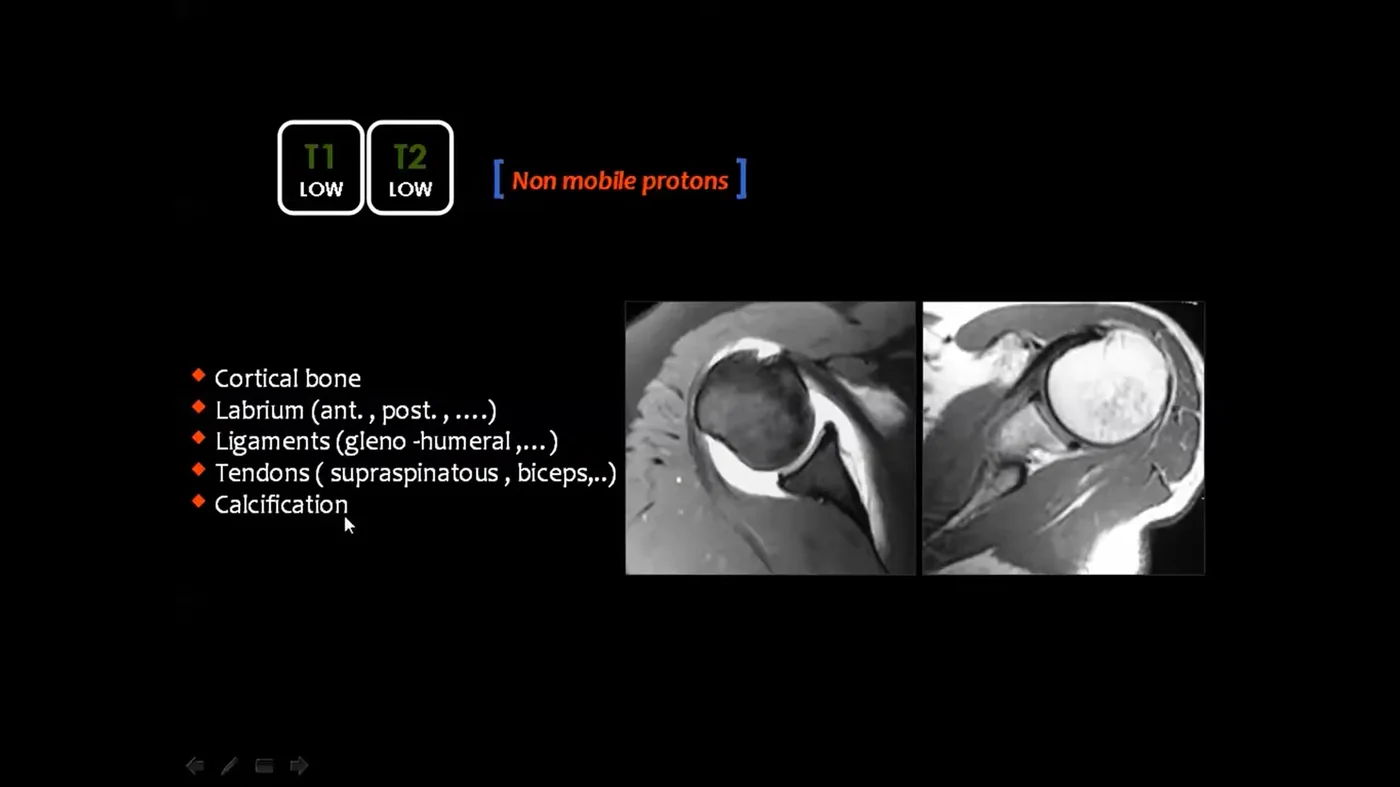 T1 T2
LOW LOW
[ Non mobile protons ]
Cortical bone
Labrium (ant. , post. , ....)
Ligaments (gleno -humeral ,...)
Tendons ( supraspinatous , biceps,..)
Calcification